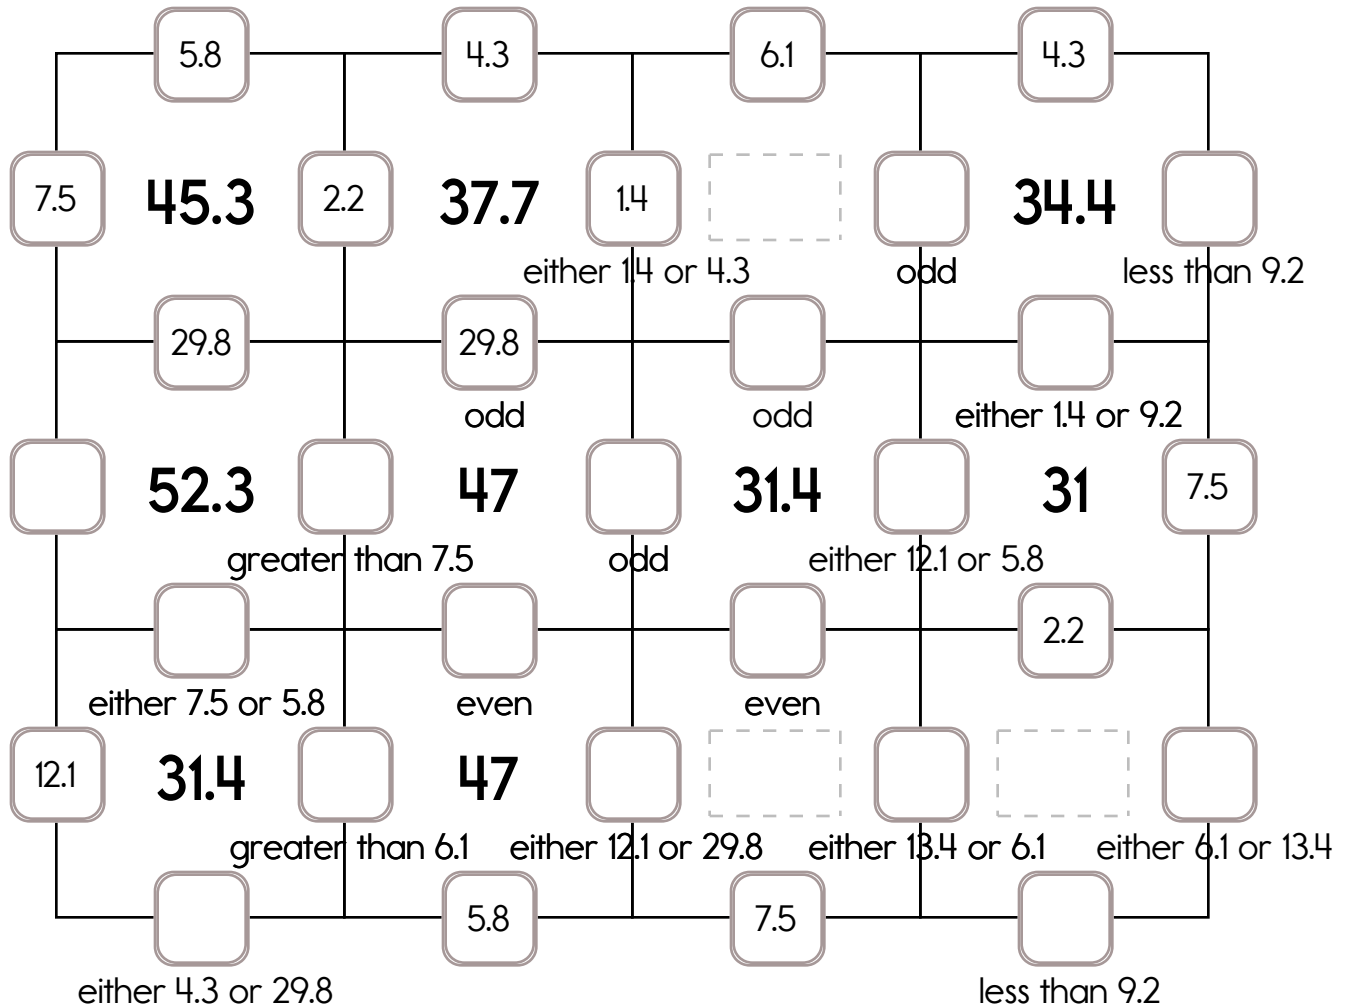 5.8 4.3 6.1 4.3
7.5 45.3 2.2 37.7 1.4 34.4
either 1.4 or 4.3 odd less than 9.2
29.8 29.8
odd odd either 1.4 or 9.2
52.3 47 31.4 31 7.5
greater than 7.5 odd either 12.1 or 5.8
2.2
either 7.5 or 5.8 even even
12.1 31.4 47
greater than 6.1 either 12.1 or 29.8 either 13.4 or 6.1 either 6.1 or 13.4
5.8 7.5
either 4.3 or 29.8 less than 9.2